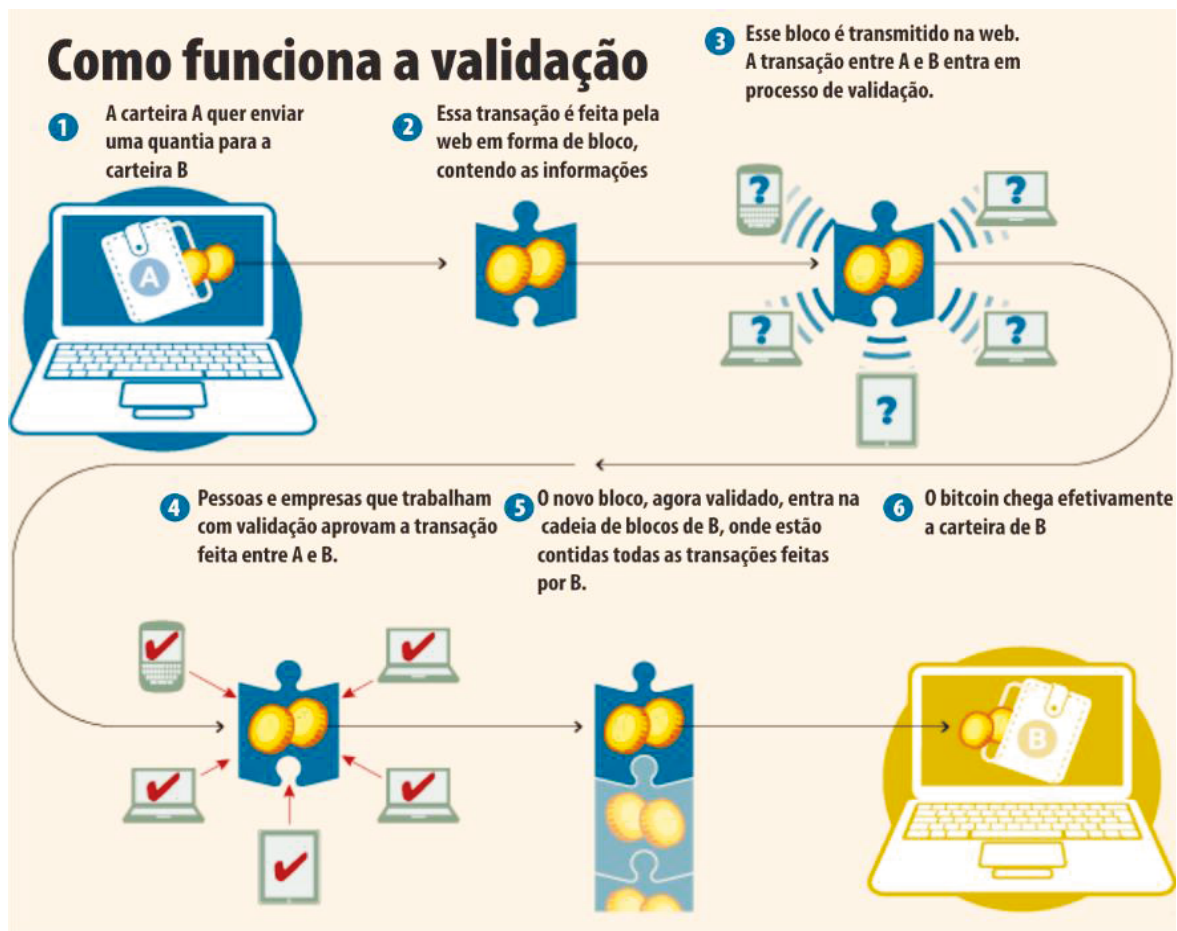 Como funciona a validação
1
A carteira A quer enviar
uma quantia para a
carteira B
2
Essa transação é feita pela
web em forma de bloco,
contendo as informações
3
Esse bloco é transmitido na web.
A transação entre A e B entra em
processo de validação.
A
?
?
?
?
?
4
Pessoas e empresas que trabalham
com validação aprovam a transação
feita entre A e B.
5
O novo bloco, agora validado, entra na
cadeia de blocos de B, onde estão
contidas todas as transações feitas
por B.
6
O bitcoin chega efetivamente
a carteira de B
B